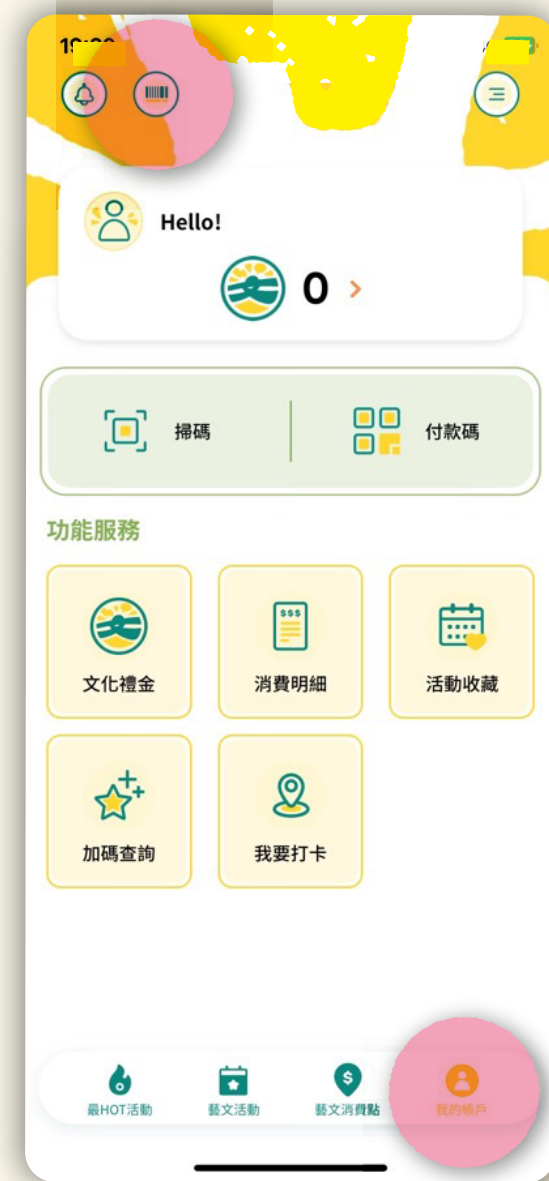 Hello!
0
掃碼
付款碼
功能服務
文化禮金
$$$
消費明細
活動收藏
加碼查詢
我要打卡
最HOT活動
藝文活動
$
藝文消費點
我的帳戶